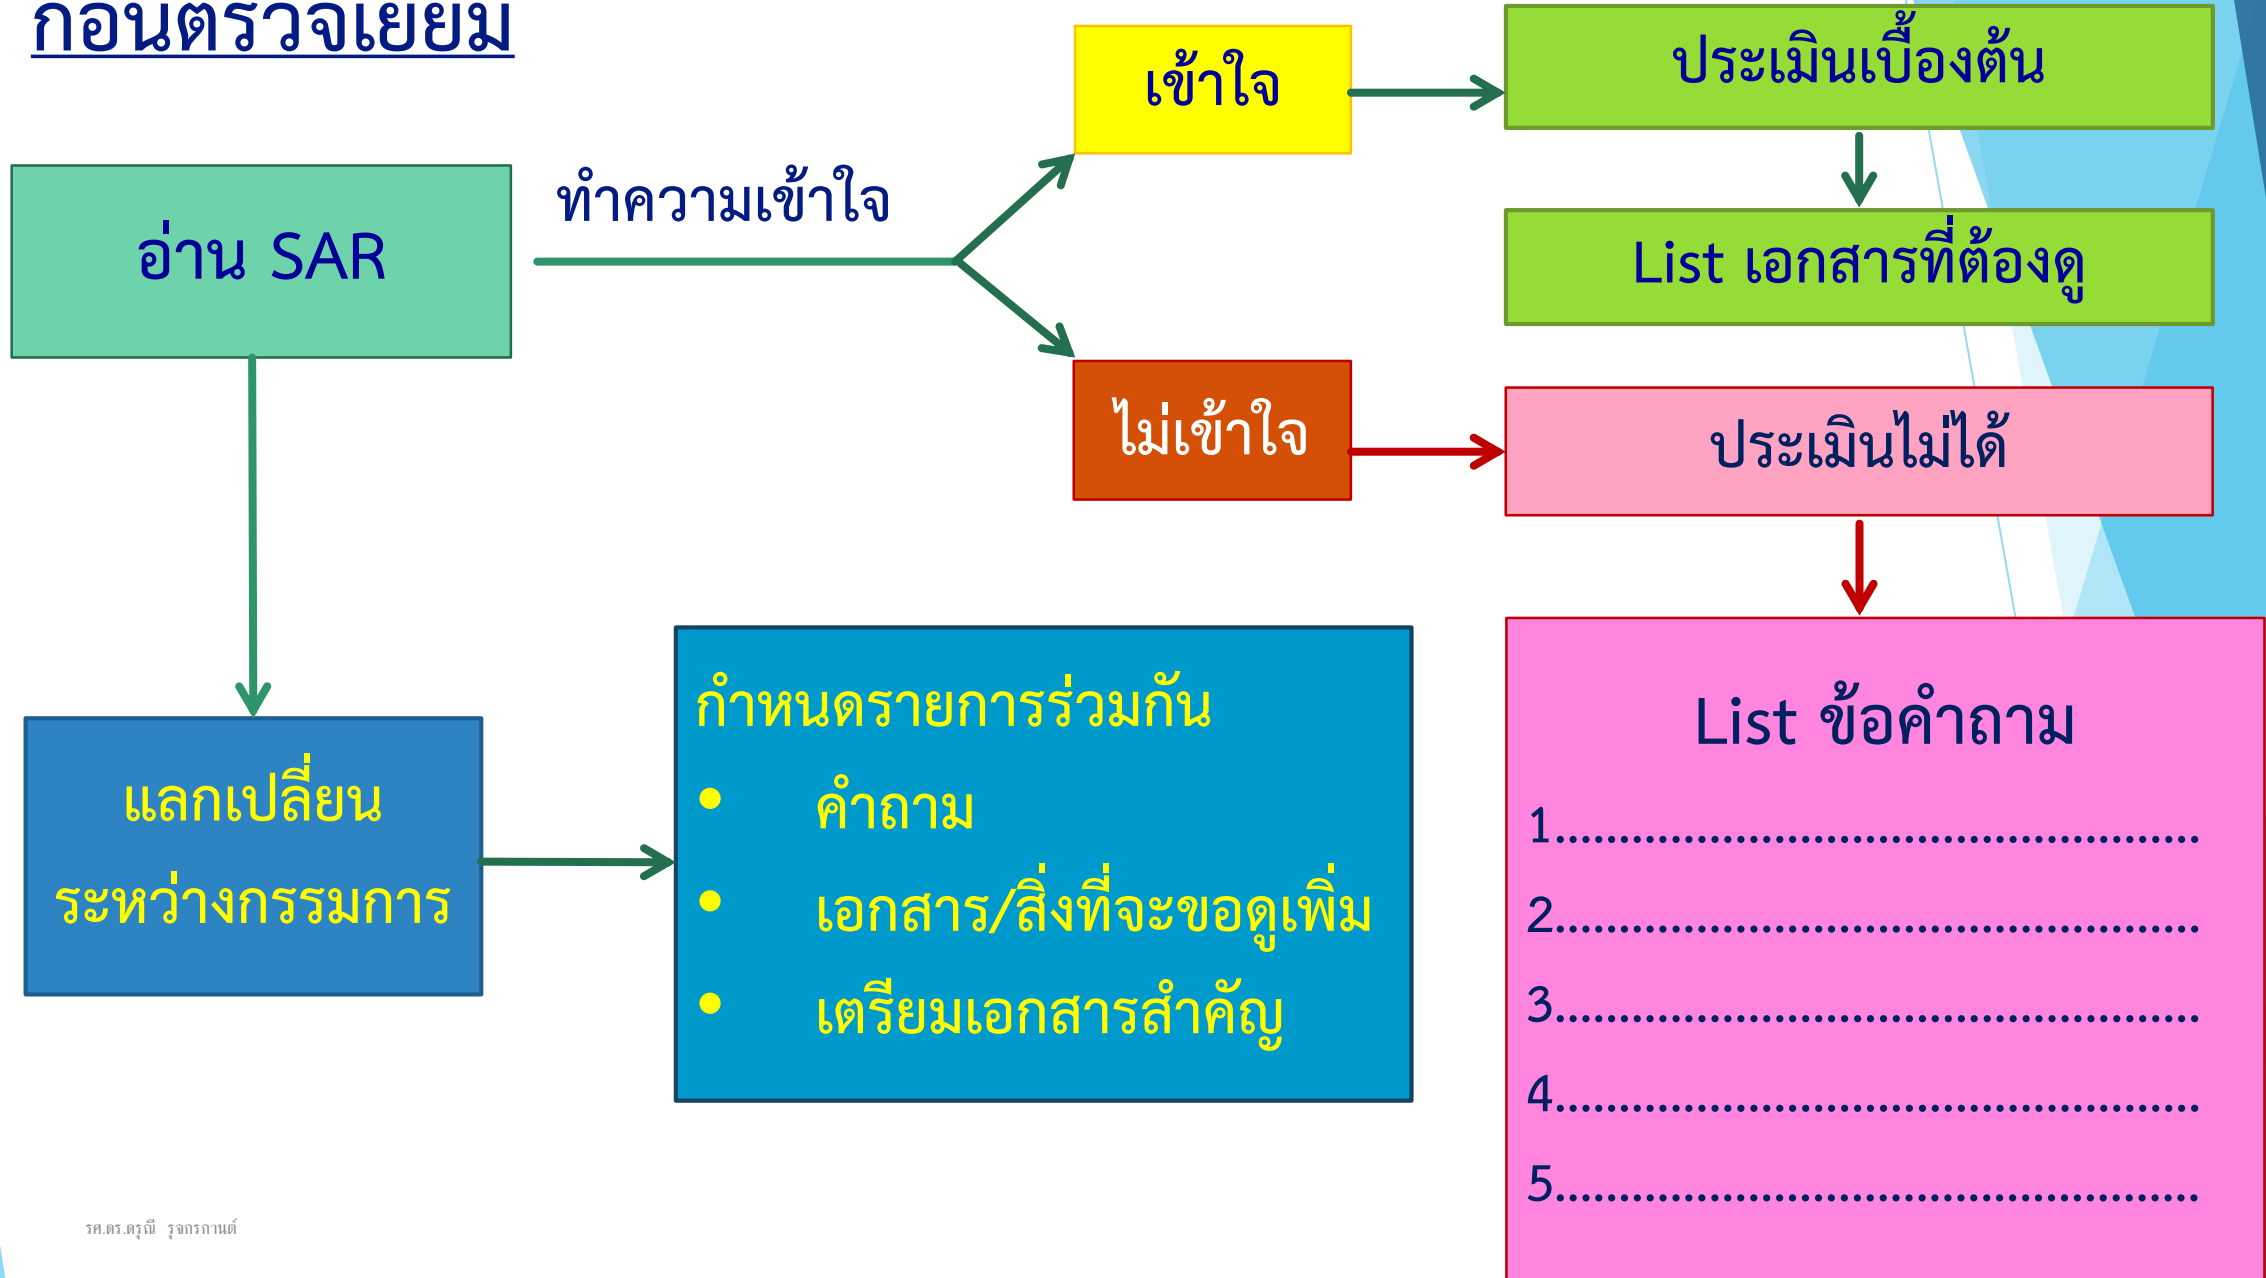 ก่อนตรวจเยี่ยม
อ่าน SAR
ทำความเข้าใจ
เข้าใจ
ประเมินเบื้องต้น
List เอกสารที่ต้องดู
ไม่เข้าใจ
ประเมินไม่ได้
แลกเปลี่ยน
ระหว่างกรรมการ
กำหนดรายการร่วมกัน
• คำถาม
• เอกสาร/สิ่งที่จะขอดูเพิ่ม
• เตรียมเอกสารสำคัญ
List ข้อคำถาม
1..................................................
2..................................................
3..................................................
4..................................................
5..................................................
รศ.ดร.ดรุณี รุจกรกานต์